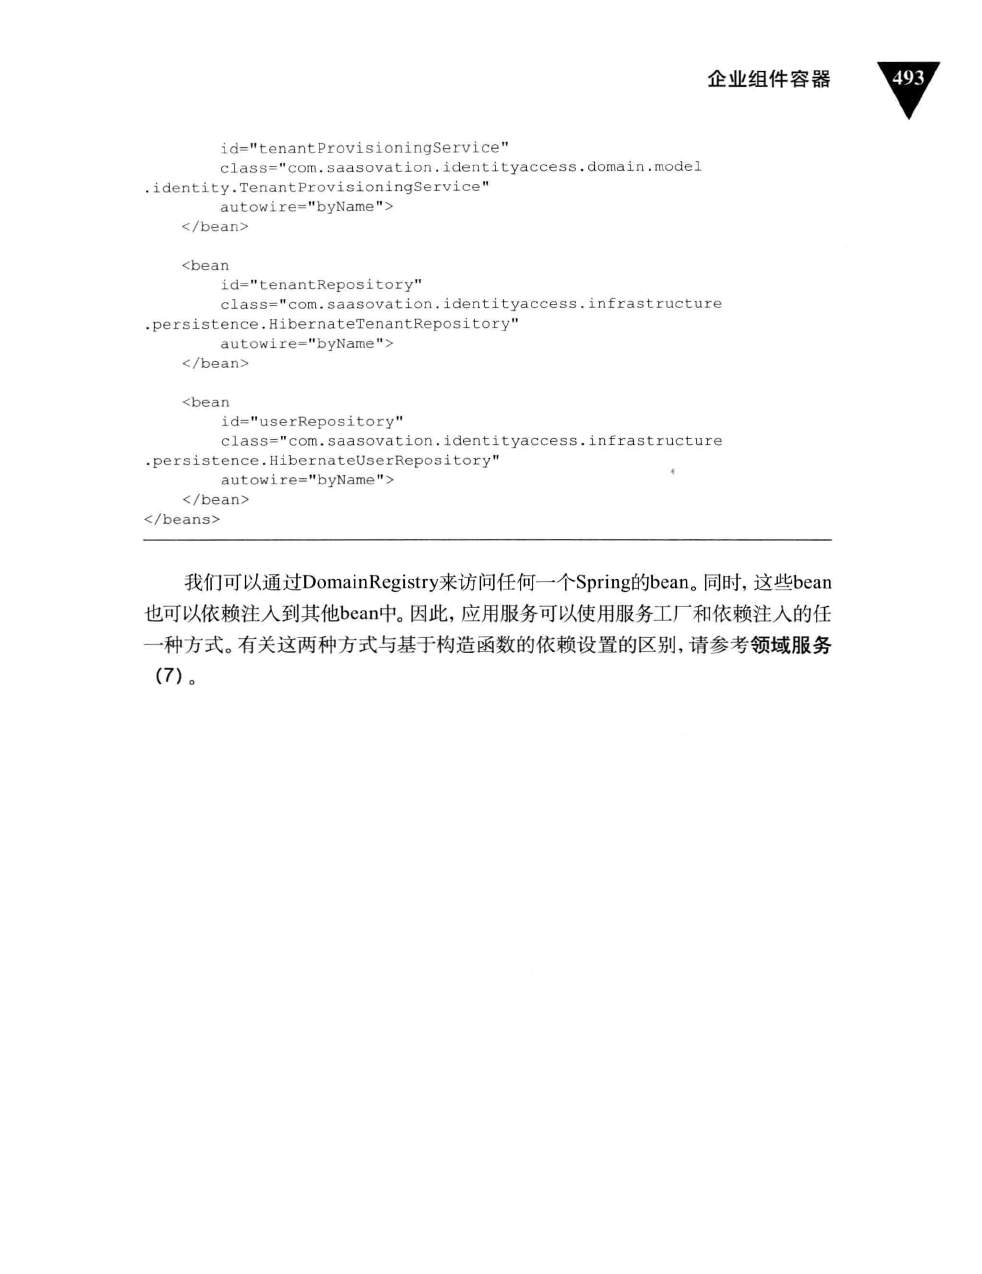 企业组件容器 493
id="tenantProvisioningService"
class="com.saasovation.identityaccess.domain.model
.identity.TenantProvisioningService"
autowire="byName">
</bean>
<bean
id="tenantRepository"
class="com.saasovation.identityaccess.infrastructure
.persistence.HibernateTenantRepository"
autowire="byName">
</bean>
<bean
id="userRepository"
class="com.saasovation.identityaccess.infrastructure
.persistence.HibernateUserRepository"
autowire="byName">
</bean>
</beans>
我们可以通过DomainRegistry来访问任何一个Spring的bean。同时，这些bean
也可以依赖注入到其他bean中。因此，应用服务可以使用服务工厂和依赖注入的任
一种方式。有关这两种方式与基于构造函数的依赖设置的区别，请参考领域服务
（7）。